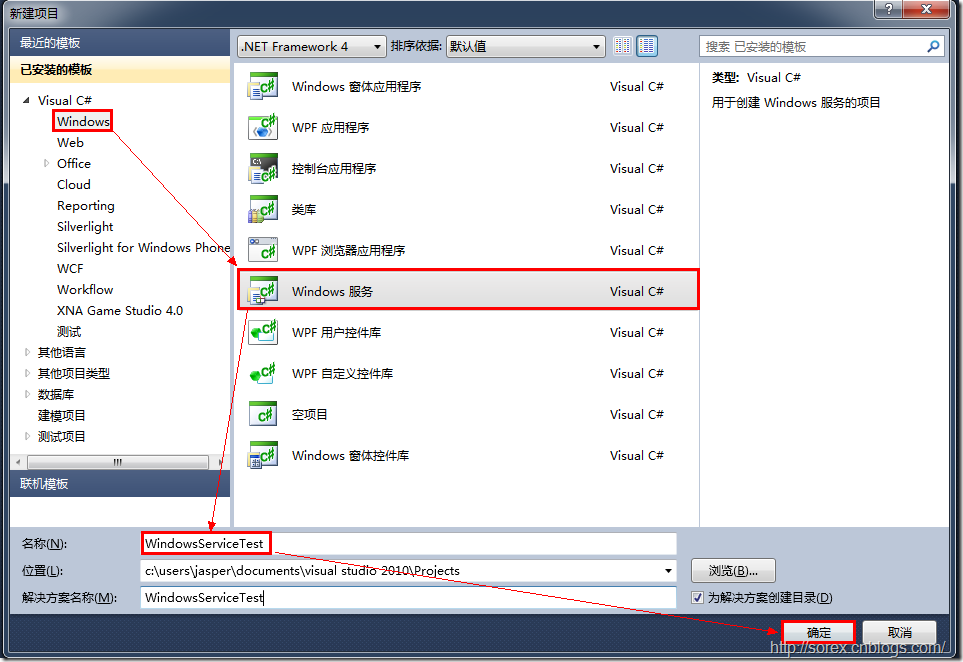 新建项目
最近的模板
已安装的模板
Visual C#
Windows
Web
Office
Cloud
Reporting
Silverlight
Silverlight for Windows Phone
WCF
Workflow
XNA Game Studio 4.0
测试
其他语言
其他项目类型
数据库
建模项目
测试项目
联机模板
.NET Framework 4 排序依据: 默认值
Windows 窗体应用程序 Visual C#
WPF 应用程序 Visual C#
控制台应用程序 Visual C#
类库 Visual C#
WPF 浏览器应用程序 Visual C#
Windows 服务 Visual C#
WPF 用户控件库 Visual C#
WPF 自定义控件库 Visual C#
空项目 Visual C#
Windows 窗体控件库 Visual C#
搜索 已安装的模板
类型: Visual C#
用于创建 Windows 服务的项目
名称(N): WindowsServiceTest
位置(L): c:\users\jasper\documents\visual studio 2010\Projects 浏览(B)...
解决方案名称(M): WindowsServiceTest 为解决方案创建目录(D)
确定 取消
http://sorex.cnblogs.com/